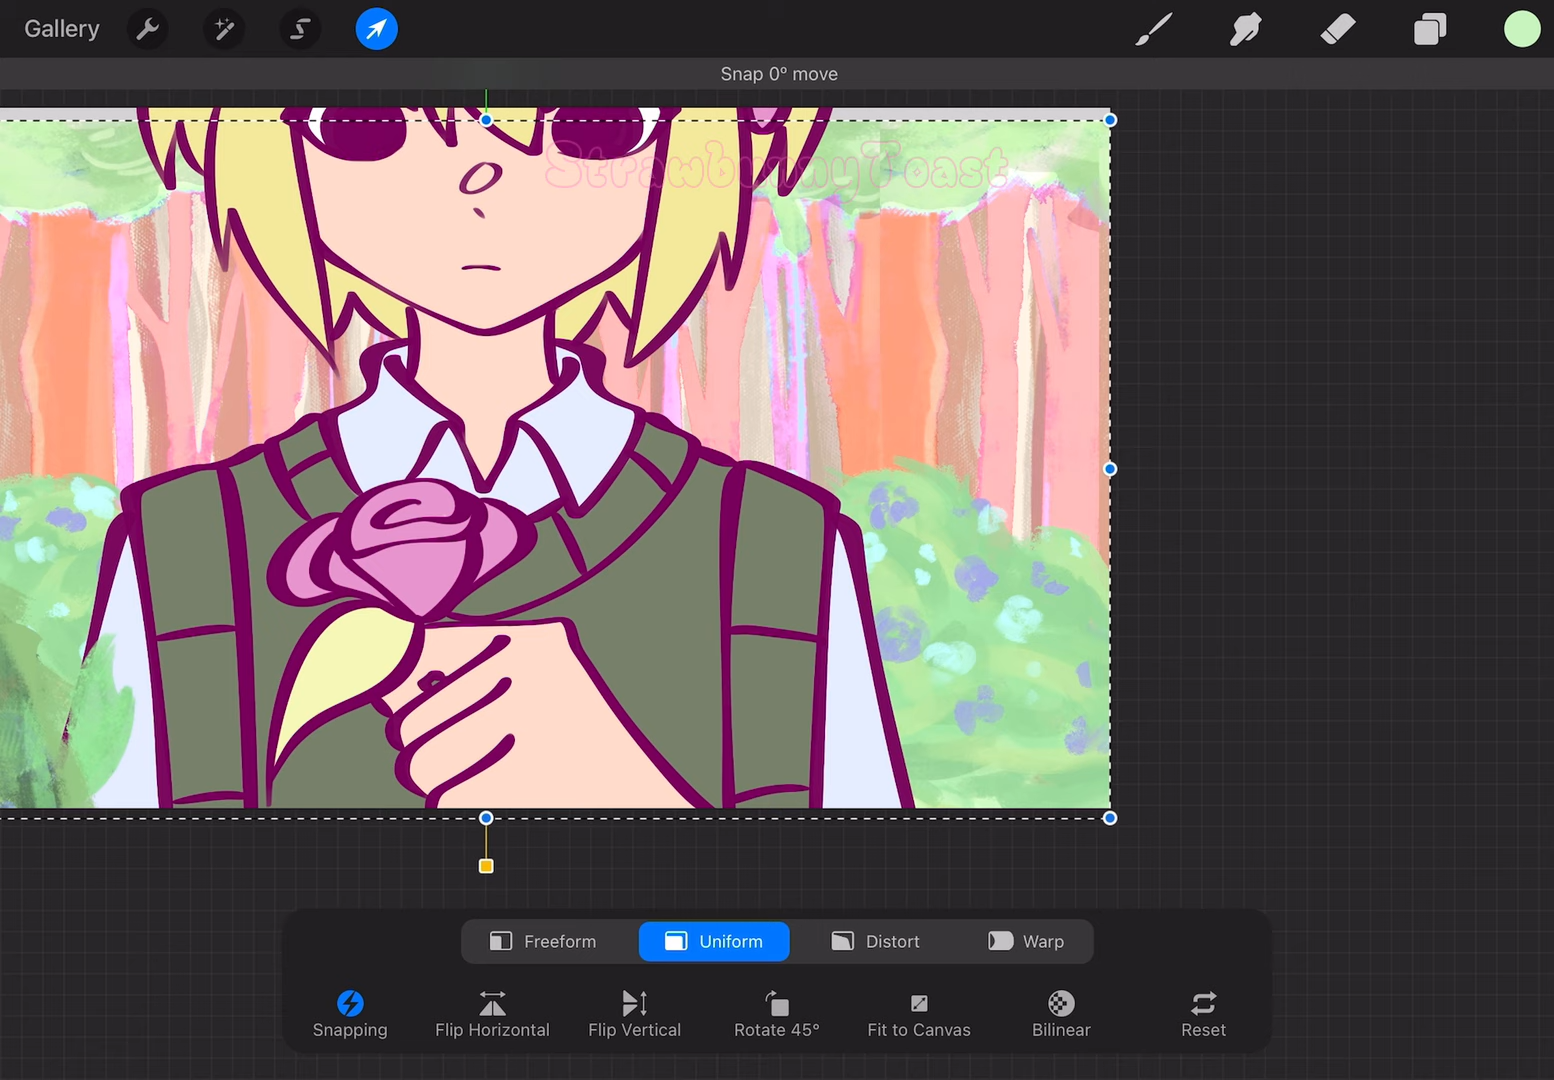 Gallery
Snap 0° move
StrawbunnyToast
Freeform
Uniform
Distort
Warp
Snapping
Flip Horizontal
Flip Vertical
Rotate 45°
Fit to Canvas
Bilinear
Reset